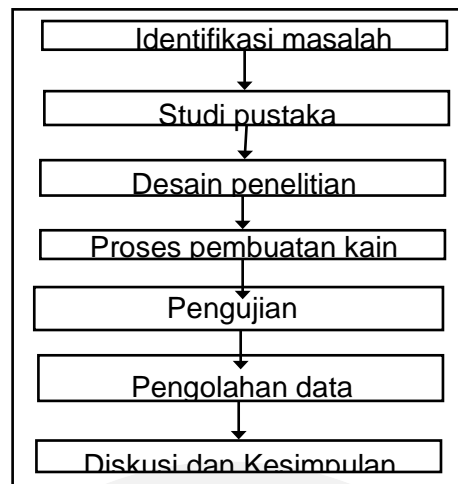 Identifikasi masalah
Studi pustaka
Desain penelitian
Proses pembuatan kain
Pengujian
Pengolahan data
Diskusi dan Kesimpulan